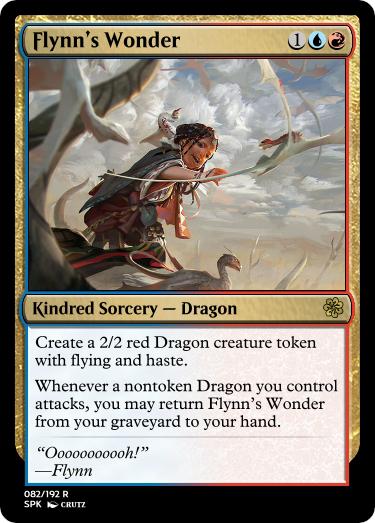 Flynn's Wonder 1
Kindred Sorcery — Dragon
Create a 2/2 red Dragon creature token
with flying and haste.
Whenever a nontoken Dragon you control
attacks, you may return Flynn's Wonder
from your graveyard to your hand.
“Ooooooooooh!”
—Flynn
082/192 R
SPK CRUTZ